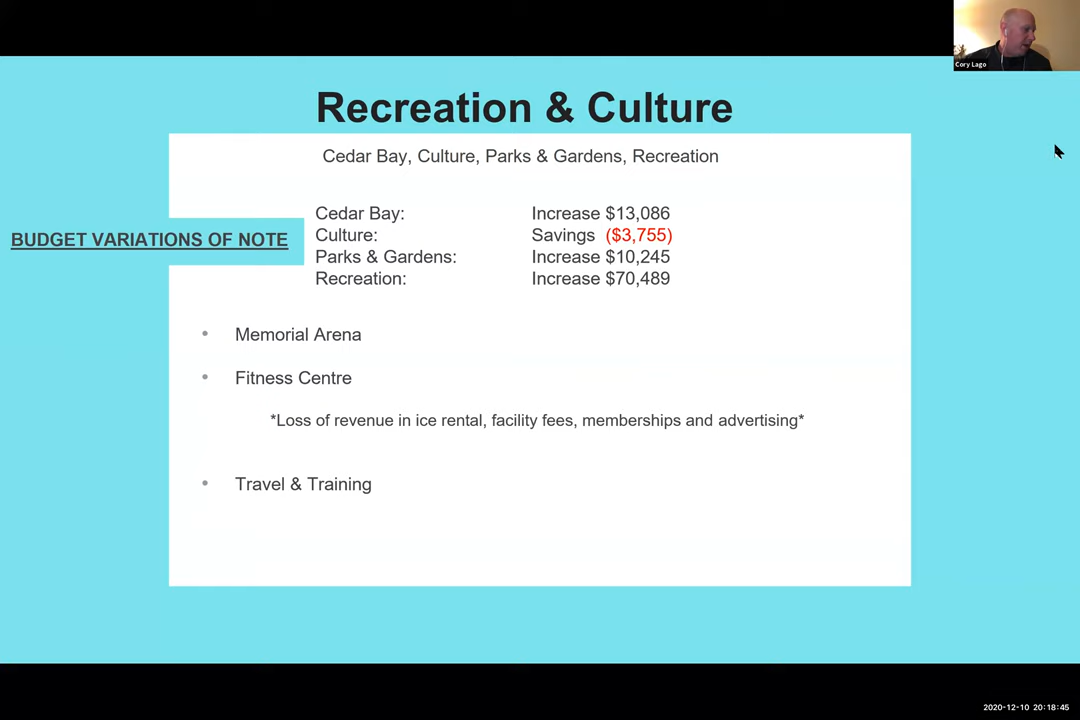 Cory Lago
Recreation & Culture
Cedar Bay, Culture, Parks & Gardens, Recreation
BUDGET VARIATIONS OF NOTE
Cedar Bay: Increase $13,086
Culture: Savings ($3,755)
Parks & Gardens: Increase $10,245
Recreation: Increase $70,489
• Memorial Arena
• Fitness Centre
*Loss of revenue in ice rental, facility fees, memberships and advertising*
• Travel & Training
2020-12-10 20:18:45